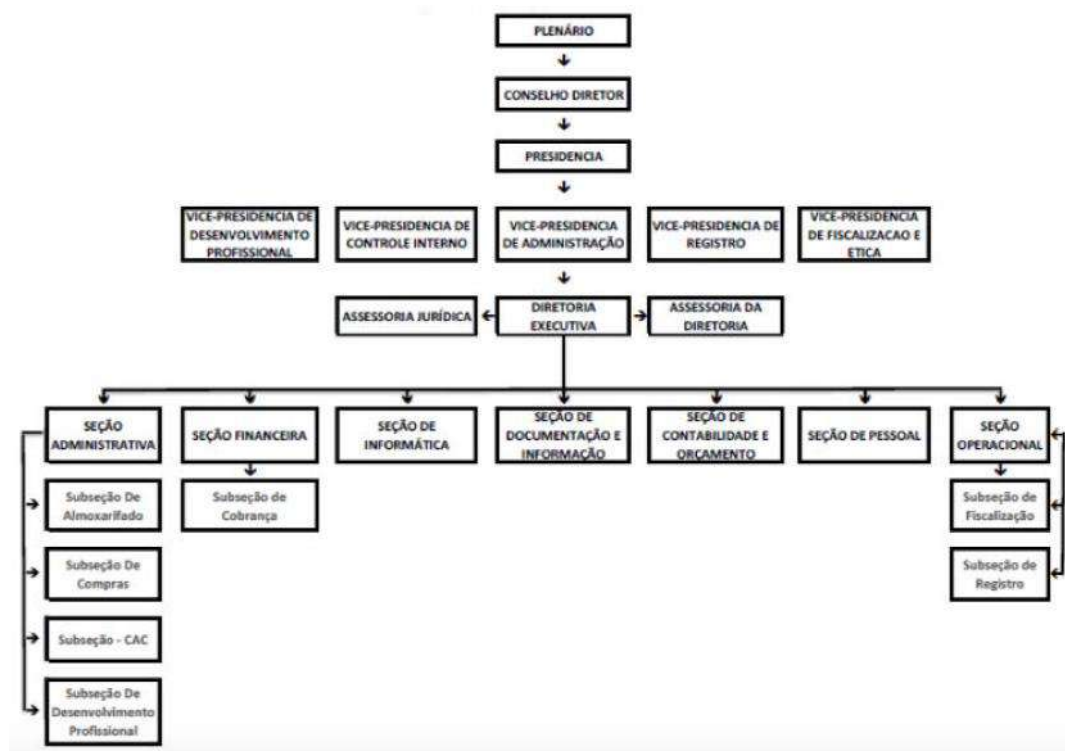 PLENÁRIO
CONSELHO DIRETOR
PRESIDENCIA
VICE-PRESIDENCIA DE
DESENVOLVIMENTO
PROFISSIONAL
VICE-PRESIDENCIA DE
CONTROLE INTERNO
VICE-PRESIDENCIA
DE ADMINISTRAÇÃO
VICE-PRESIDENCIA DE
REGISTRO
VICE-PRESIDENCIA
DE FISCALIZACAO E
ETICA
ASSESSORIA JURÍDICA
DIRETORIA
EXECUTIVA
ASSESSORIA DA
DIRETORIA
SEÇÃO
ADMINISTRATIVA
SEÇÃO FINANCEIRA
SEÇÃO DE
INFORMÁTICA
SEÇÃO DE
DOCUMENTAÇÃO E
INFORMAÇÃO
SEÇÃO DE
CONTABILIDADE E
ORÇAMENTO
SEÇÃO DE PESSOAL
SEÇÃO
OPERACIONAL
Subseção De
Almoxarifado
Subseção de
Cobrança
Subseção de
Fiscalização
Subseção De
Compras
Subseção de
Registro
Subseção - CAC
Subseção De
Desenvolvimento
Profissional